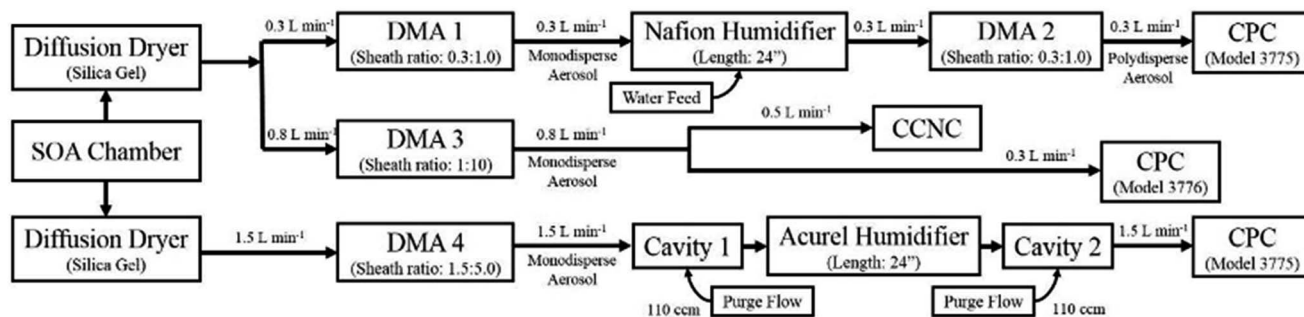 Diffusion Dryer
(Silica Gel)
0.3 L min⁻¹
DMA 1
(Sheath ratio: 0.3:1.0)
0.3 L min⁻¹
Monodisperse
Aerosol
Nafion Humidifier
(Length: 24”)
Water Feed
0.3 L min⁻¹
DMA 2
(Sheath ratio: 0.3:1.0)
0.3 L min⁻¹
Polydisperse
Aerosol
CPC
(Model 3775)
SOA Chamber
0.8 L min⁻¹
DMA 3
(Sheath ratio: 1:10)
0.8 L min⁻¹
Monodisperse
Aerosol
0.5 L min⁻¹
CCNC
0.3 L min⁻¹
CPC
(Model 3776)
Diffusion Dryer
(Silica Gel)
1.5 L min⁻¹
DMA 4
(Sheath ratio: 1.5:5.0)
1.5 L min⁻¹
Monodisperse
Aerosol
Cavity 1
110 ccm
Purge Flow
Acurel Humidifier
(Length: 24”)
Cavity 2
Purge Flow
110 ccm
1.5 L min⁻¹
CPC
(Model 3775)